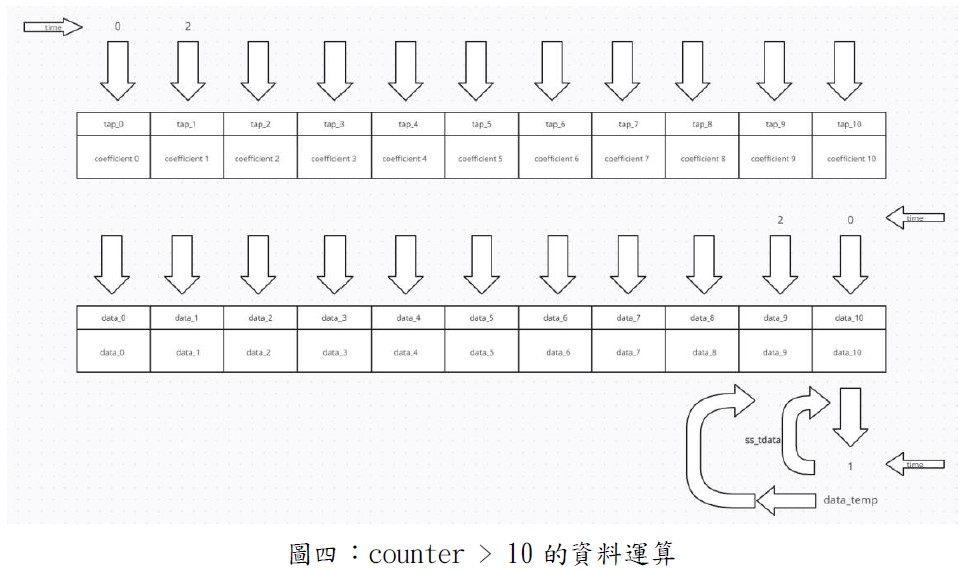 time 0 2
tap_0 tap_1 tap_2 tap_3 tap_4 tap_5 tap_6 tap_7 tap_8 tap_9 tap_10
coefficient 0 coefficient 1 coefficient 2 coefficient 3 coefficient 4 coefficient 5 coefficient 6 coefficient 7 coefficient 8 coefficient 9 coefficient 10
2 0 time
data_0 data_1 data_2 data_3 data_4 data_5 data_6 data_7 data_8 data_9 data_10
data_0 data_1 data_2 data_3 data_4 data_5 data_6 data_7 data_8 data_9 data_10
ss_tdata
1 time
data_temp
圖四：counter > 10 的資料運算